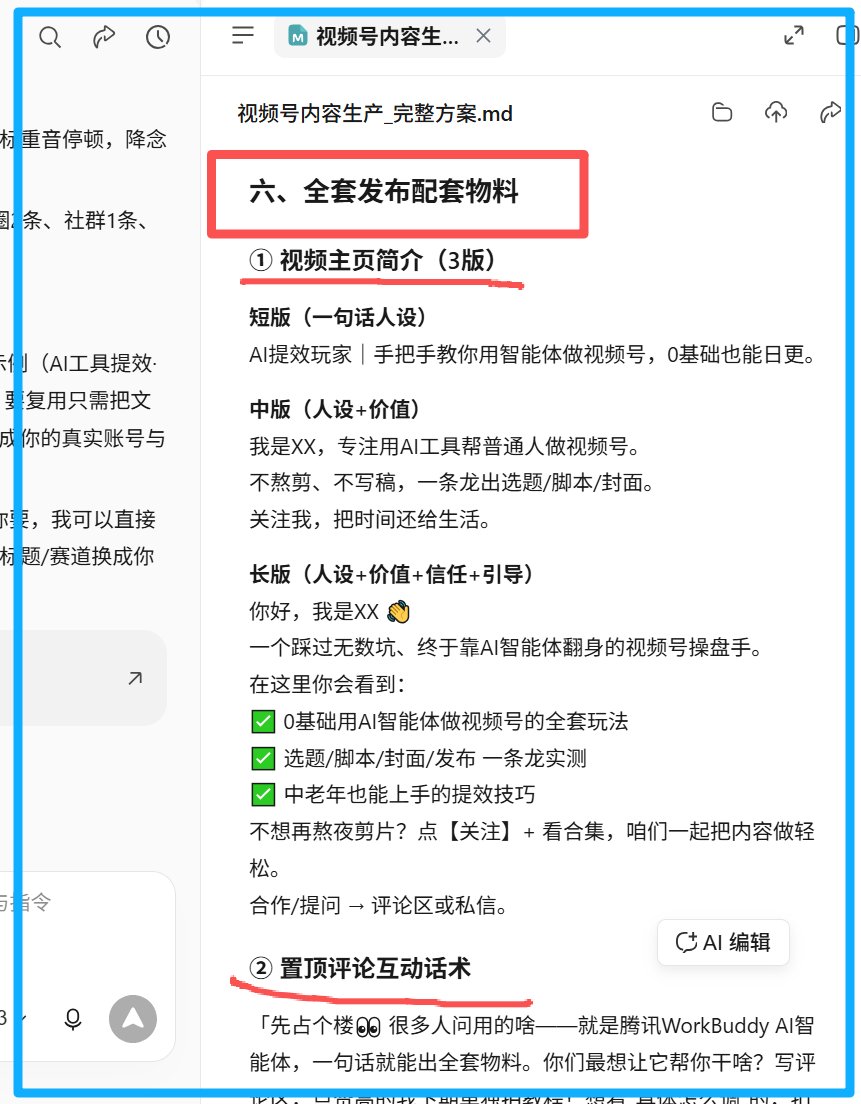 视频号内容生...
视频号内容生产_完整方案.md
标重音停顿，降念
圈2条、社群1条、
示例（AI工具提效·
要复用只需把文
成你的真实账号与
你要，我可以直接
标题/赛道换成你
与指令
3
六、全套发布配套物料
① 视频主页简介（3版）
短版（一句话人设）
AI提效玩家｜手把手教你用智能体做视频号，0基础也能日更。
中版（人设+价值）
我是XX，专注用AI工具帮普通人做视频号。
不熬剪、不写稿，一条龙出选题/脚本/封面。
关注我，把时间还给生活。
长版（人设+价值+信任+引导）
你好，我是XX 👋
一个踩过无数坑、终于靠AI智能体翻身的视频号操盘手。
在这里你会看到：
✅ 0基础用AI智能体做视频号的全套玩法
✅ 选题/脚本/封面/发布 一条龙实测
✅ 中老年也能上手的提效技巧
不想再熬夜剪片？点【关注】+ 看合集，咱们一起把内容做轻
松。
合作/提问 → 评论区或私信。
AI 编辑
② 置顶评论互动话术
「先占个楼👀 很多人问用的啥——就是腾讯WorkBuddy AI智
能体，一句话就能出全套物料。你们最想让它帮你干啥？写评